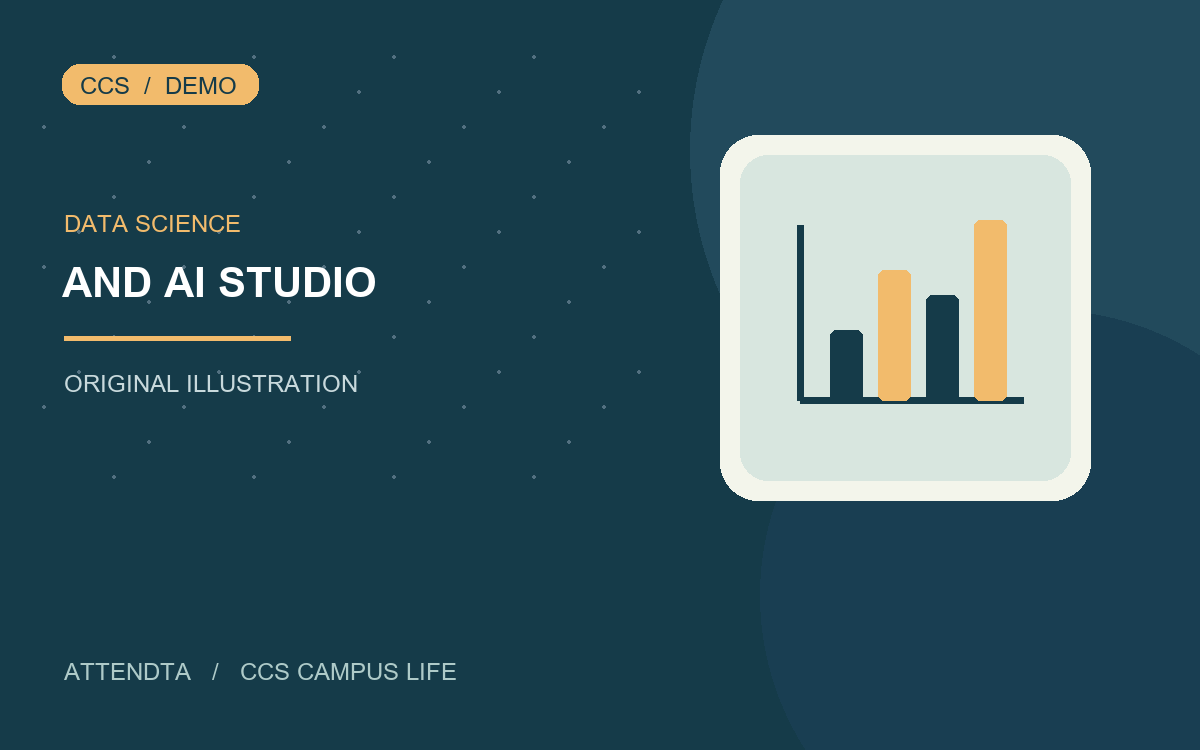 CCS / DEMO
DATA SCIENCE
AND AI STUDIO
ORIGINAL ILLUSTRATION
ATTENDTA / CCS CAMPUS LIFE